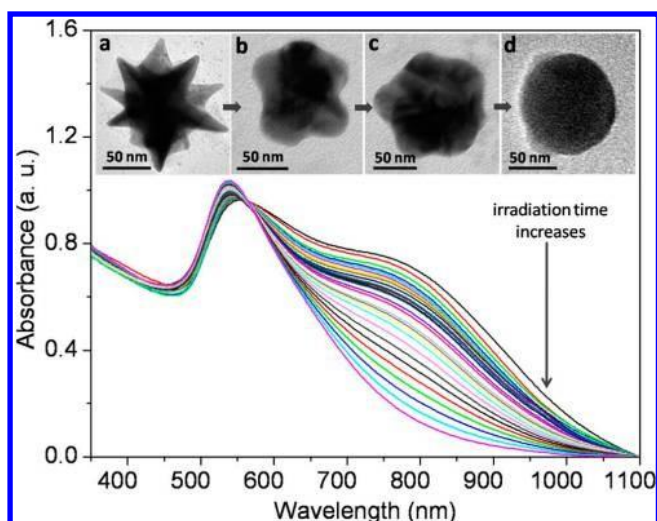 a b c d
50 nm 50 nm 50 nm 50 nm
irradiation time
increases
Absorbance (a. u.)
1.6
1.2
0.8
0.4
0.0
400 500 600 700 800 900 1000 1100
Wavelength (nm)